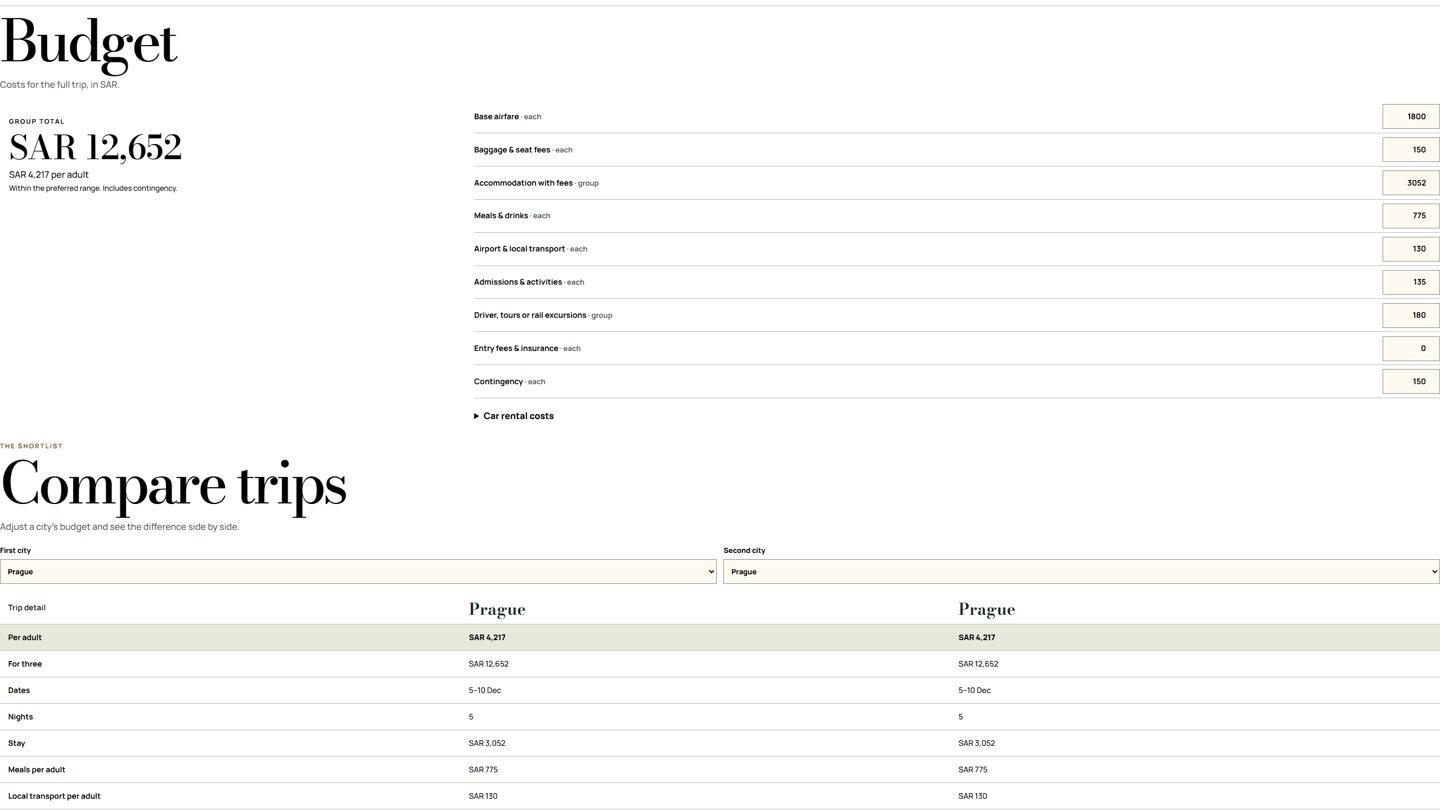 Budget
Costs for the full trip, in SAR.
GROUP TOTAL
SAR 12,652
SAR 4,217 per adult
Within the preferred range. Includes contingency.
Base airfare · each 1800
Baggage & seat fees · each 150
Accommodation with fees · group 3052
Meals & drinks · each 775
Airport & local transport · each 130
Admissions & activities · each 135
Driver, tours or rail excursions · group 180
Entry fees & insurance · each 0
Contingency · each 150
Car rental costs
THE SHORTLIST
Compare trips
Adjust a city's budget and see the difference side by side.
First city Second city
Prague Prague
Trip detail Prague Prague
Per adult SAR 4,217 SAR 4,217
For three SAR 12,652 SAR 12,652
Dates 5–10 Dec 5–10 Dec
Nights 5 5
Stay SAR 3,052 SAR 3,052
Meals per adult SAR 775 SAR 775
Local transport per adult SAR 130 SAR 130